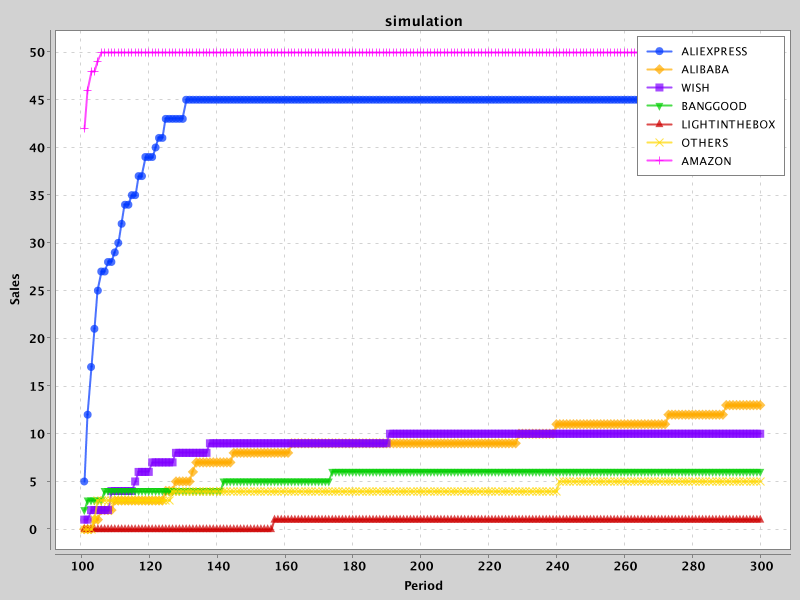 simulation
50
45
40
35
30
25
20
15
10
5
0
Sales
100 120 140 160 180 200 220 240 260 280 300
Period
ALIEXPRESS
ALIBABA
WISH
BANGGOOD
LIGHTINTHEBOX
OTHERS
AMAZON